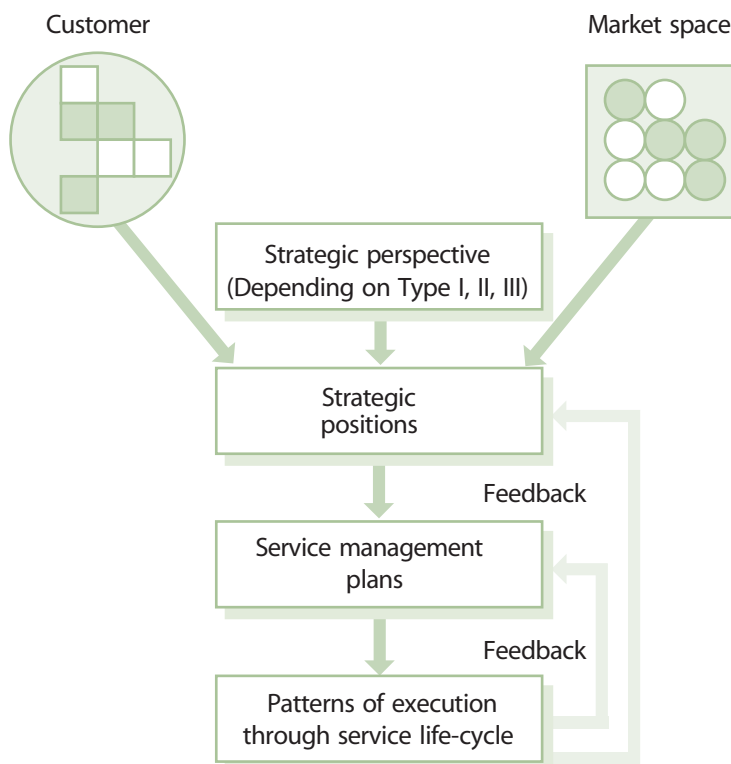 Customer
Market space
Strategic perspective
(Depending on Type I, II, III)
Strategic
positions
Feedback
Service management
plans
Feedback
Patterns of execution
through service life-cycle